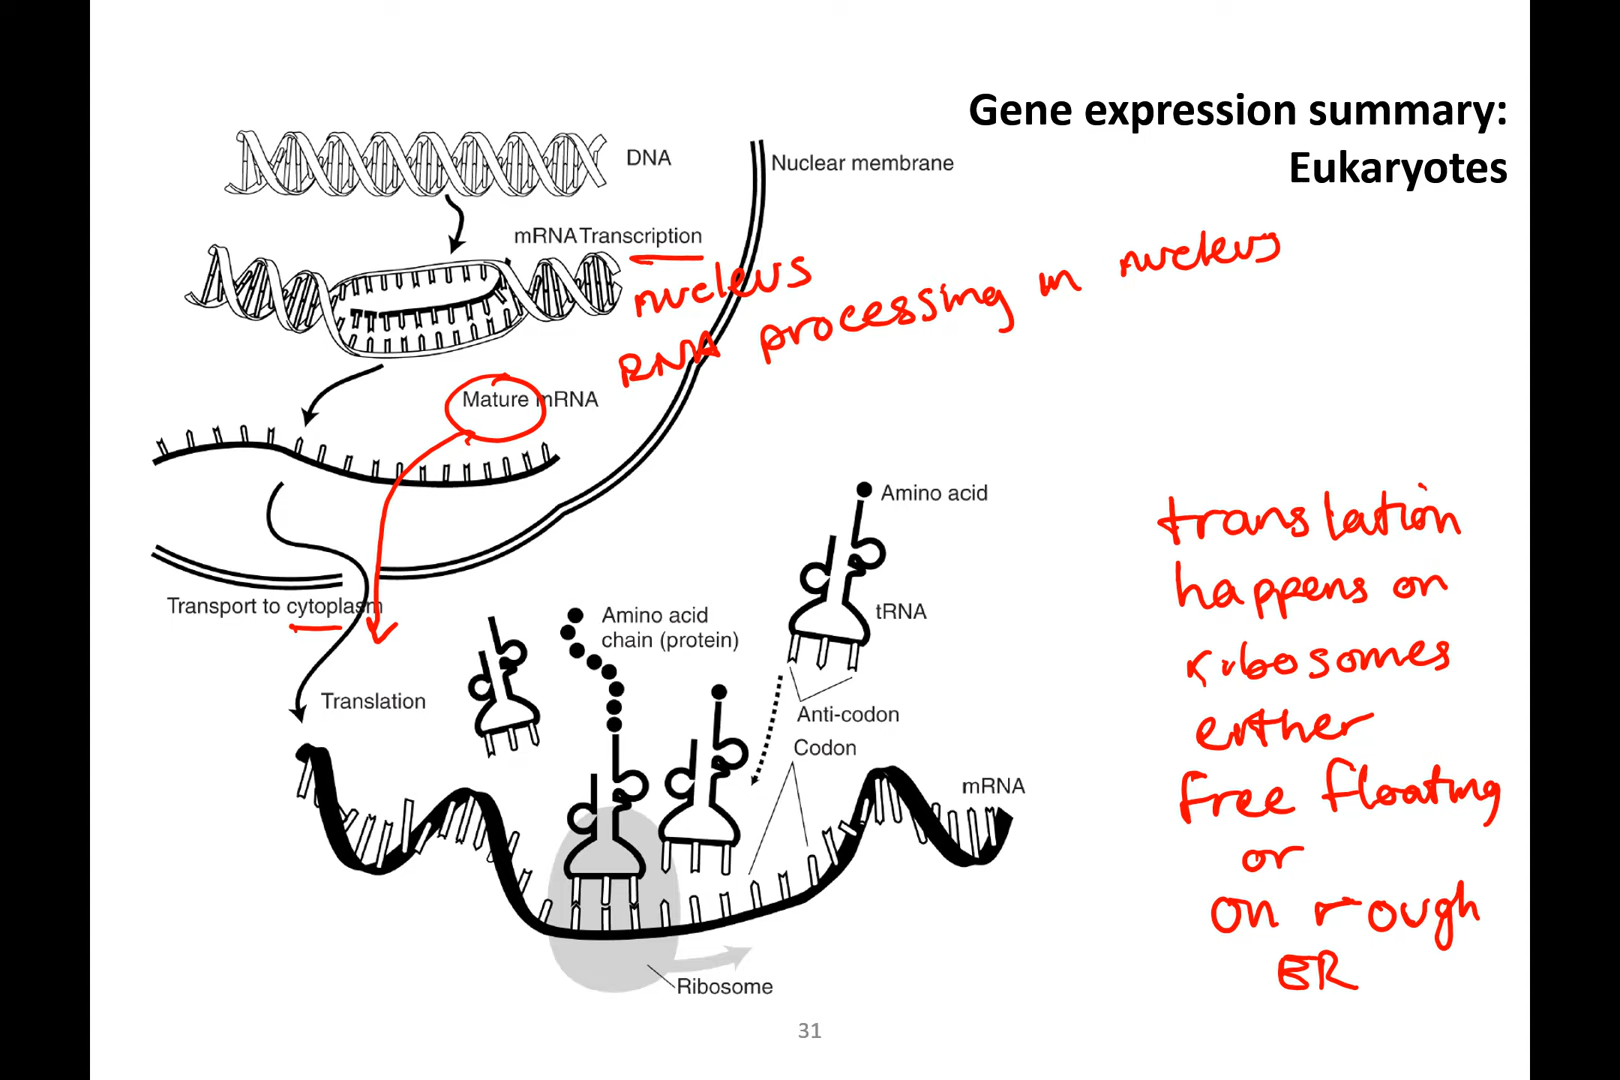 Gene expression summary:
Eukaryotes
DNA
Nuclear membrane
mRNA Transcription
nucleus
RNA processing in nucleus
Mature mRNA
Amino acid
Transport to cytoplasm
Amino acid
chain (protein)
tRNA
Translation
Anti-codon
Codon
mRNA
Ribosome
translation
happens on
ribosomes
either
free floating
or
on rough
ER
31